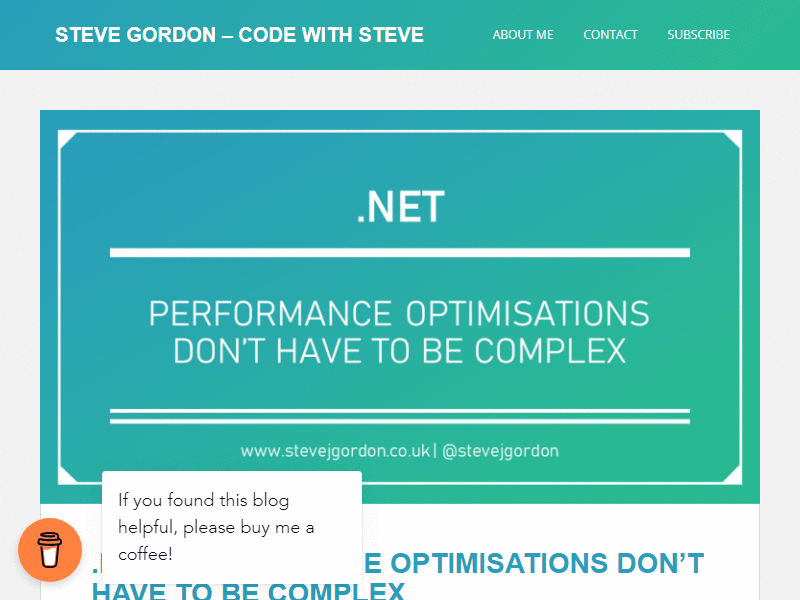 STEVE GORDON – CODE WITH STEVE
ABOUT ME
CONTACT
SUBSCRIBE
.NET
PERFORMANCE OPTIMISATIONS
DON'T HAVE TO BE COMPLEX
www.stevejgordon.co.uk | @stevejgordon
If you found this blog
helpful, please buy me a
coffee!
E OPTIMISATIONS DON’T
HAVE TO BE COMPLEX